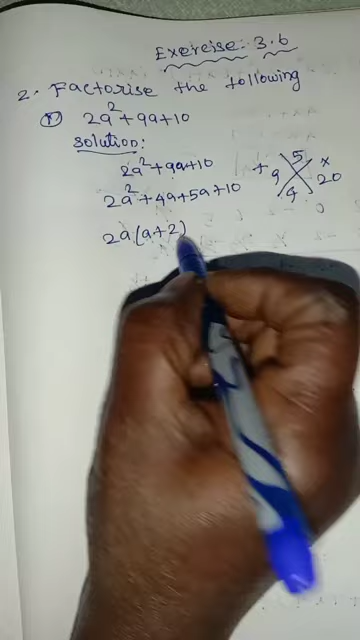 Exercise: 3.6
2. Factorise the following
(i) 2a²+9a+10
solution:
2a²+9a+10
2a²+4a+5a+10
+ 5 ×
9 20
4
2a(a+2)